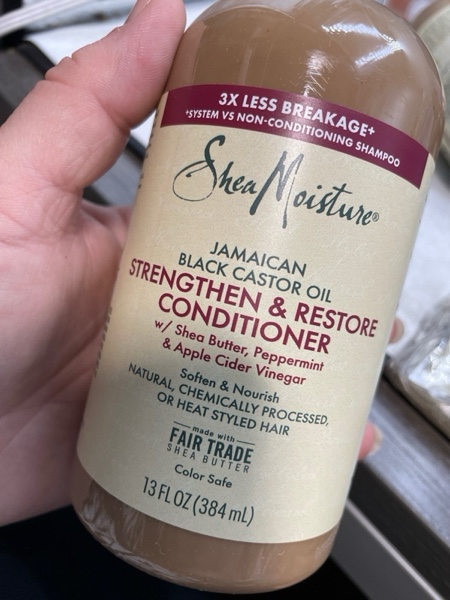 3X LESS BREAKAGE+
*SYSTEM VS NON-CONDITIONING SHAMPOO
SheaMoisture®
JAMAICAN
BLACK CASTOR OIL
STRENGTHEN & RESTORE
CONDITIONER
w/ Shea Butter, Peppermint
& Apple Cider Vinegar
Soften & Nourish
NATURAL, CHEMICALLY PROCESSED,
OR HEAT STYLED HAIR
made with
FAIR TRADE
SHEA BUTTER
Color Safe
13 FL OZ (384 mL)